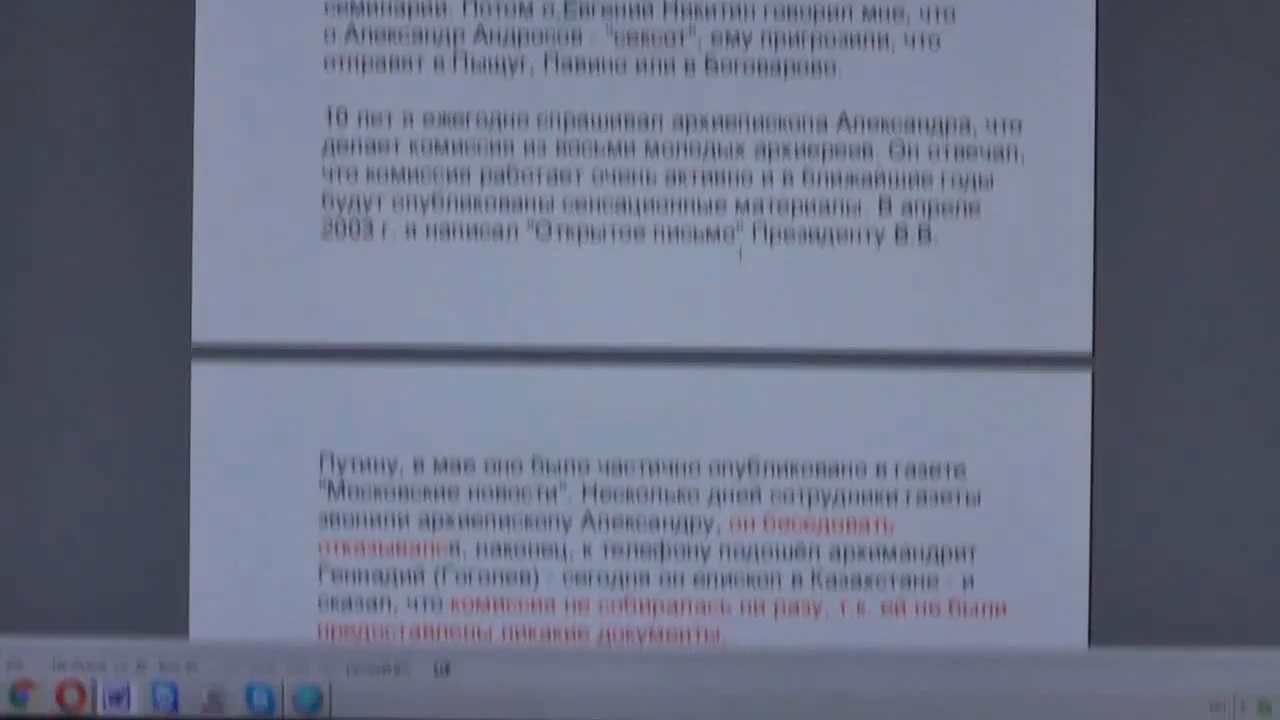 семинарии. Потом о.Евгений Никитин говорил мне, что
о.Александр Андросов - "сексот", ему пригрозили, что
отправят в Пыщуг, Павино или в Боговарово.
10 лет я ежегодно спрашивал архиепископа Александра, что
делает комиссия из восьми молодых архиереев. Он отвечал,
что комиссия работает очень активно и в ближайшие годы
будут опубликованы сенсационные материалы. В апреле
2003 г. я написал "Открытое письмо" Президенту В.В.
Путину, в мае оно было частично опубликовано в газете
"Московские новости". Несколько дней сотрудники газеты
звонили архиепископу Александру, он беседовать
отказывался, наконец, к телефону подошёл архимандрит
Геннадий (Гоголев) - сегодня он епископ в Казахстане - и
сказал, что комиссия не собиралась ни разу, т.к. ей не были
предоставлены никакие документы.